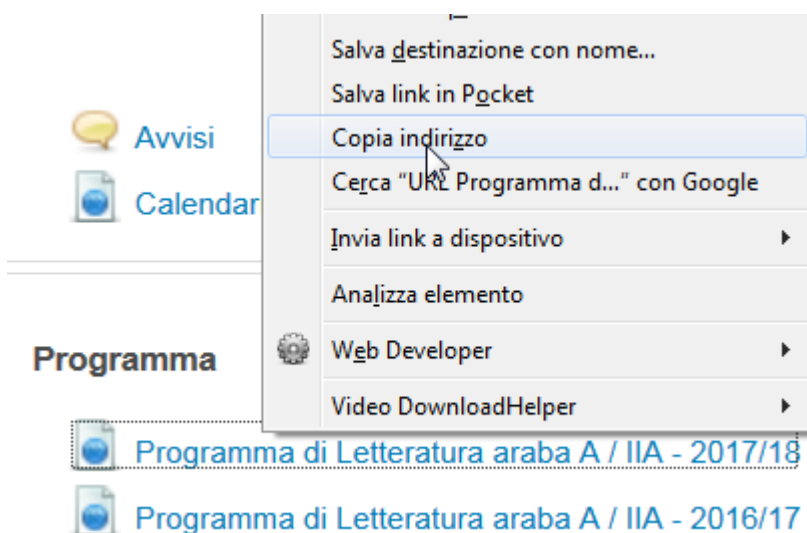 Salva destinazione con nome...
Salva link in Pocket
Avvisi
Copia indirizzo
Cerca "URL Programma d..." con Google
Calendar
Invia link a dispositivo
Analizza elemento
Programma
Web Developer
Video DownloadHelper
Programma di Letteratura araba A / IIA - 2017/18
Programma di Letteratura araba A / IIA - 2016/17